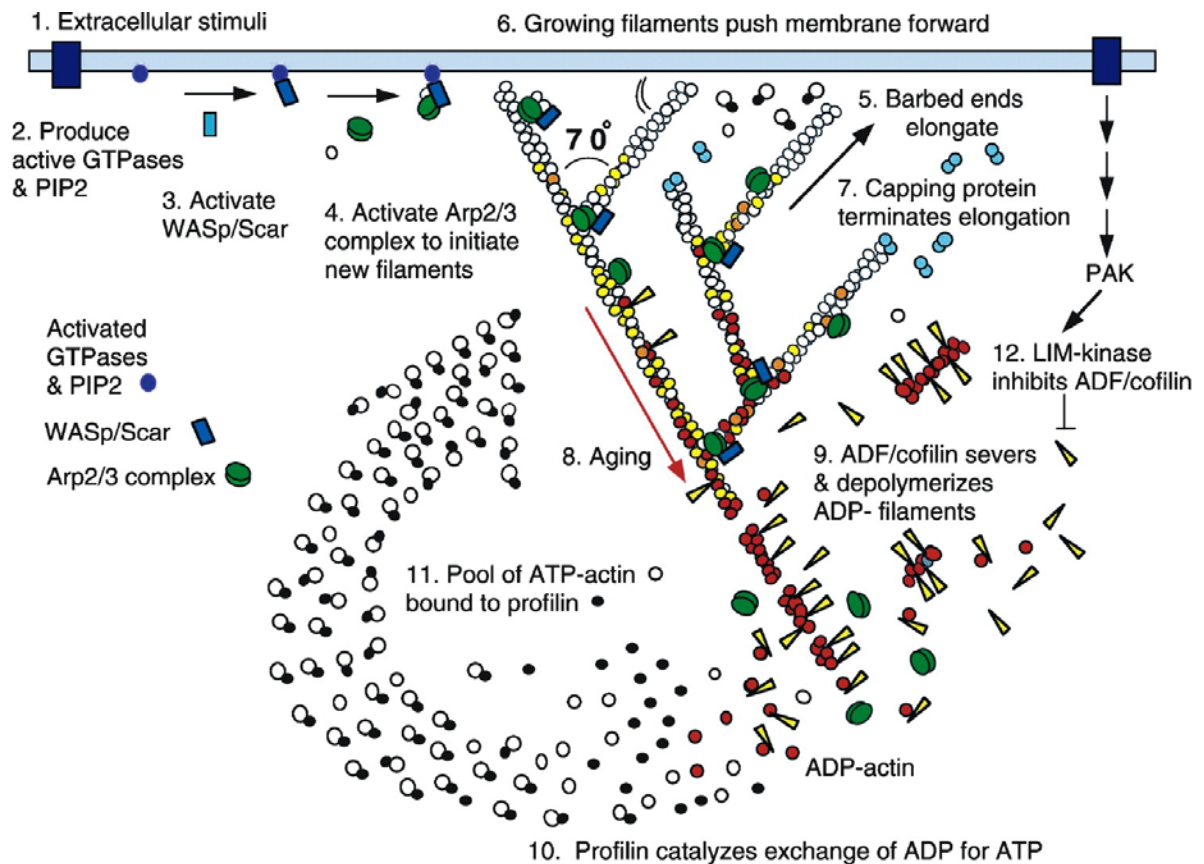 1. Extracellular stimuli
6. Growing filaments push membrane forward
2. Produce
active GTPases
& PIP2
3. Activate
WASp/Scar
4. Activate Arp2/3
complex to initiate
new filaments
70°
5. Barbed ends
elongate
7. Capping protein
terminates elongation
PAK
12. LIM-kinase
inhibits ADF/cofilin
Activated
GTPases
& PIP2
WASp/Scar
Arp2/3 complex
8. Aging
9. ADF/cofilin severs
& depolymerizes
ADP- filaments
11. Pool of ATP-actin
bound to profilin
ADP-actin
10. Profilin catalyzes exchange of ADP for ATP